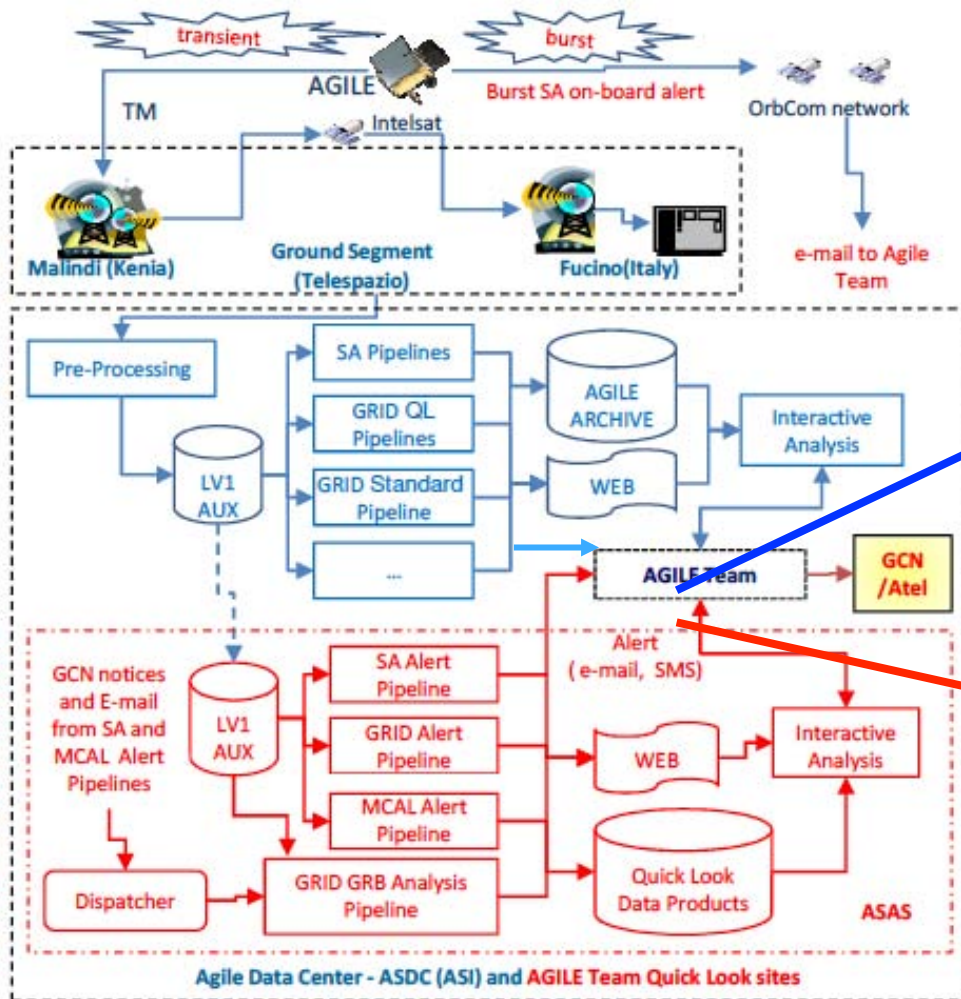 transient
burst
AGILE
Burst SA on-board alert
OrbCom network
TM
Intelsat
Malindi (Kenia)
Ground Segment
(Telespazio)
Fucino(Italy)
e-mail to Agile
Team
Pre-Processing
SA Pipelines
AGILE
ARCHIVE
Interactive
Analysis
GRID QL
Pipelines
LV1
AUX
GRID Standard
Pipeline
WEB
...
AGILE Team
GCN
/Atel
GCN notices
and E-mail
from SA and
MCAL Alert
Pipelines
LV1
AUX
SA Alert
Pipeline
Alert
( e-mail, SMS)
GRID Alert
Pipeline
WEB
Interactive
Analysis
MCAL Alert
Pipeline
Dispatcher
GRID GRB Analysis
Pipeline
Quick Look
Data Products
ASAS
Agile Data Center - ASDC (ASI) and AGILE Team Quick Look sites